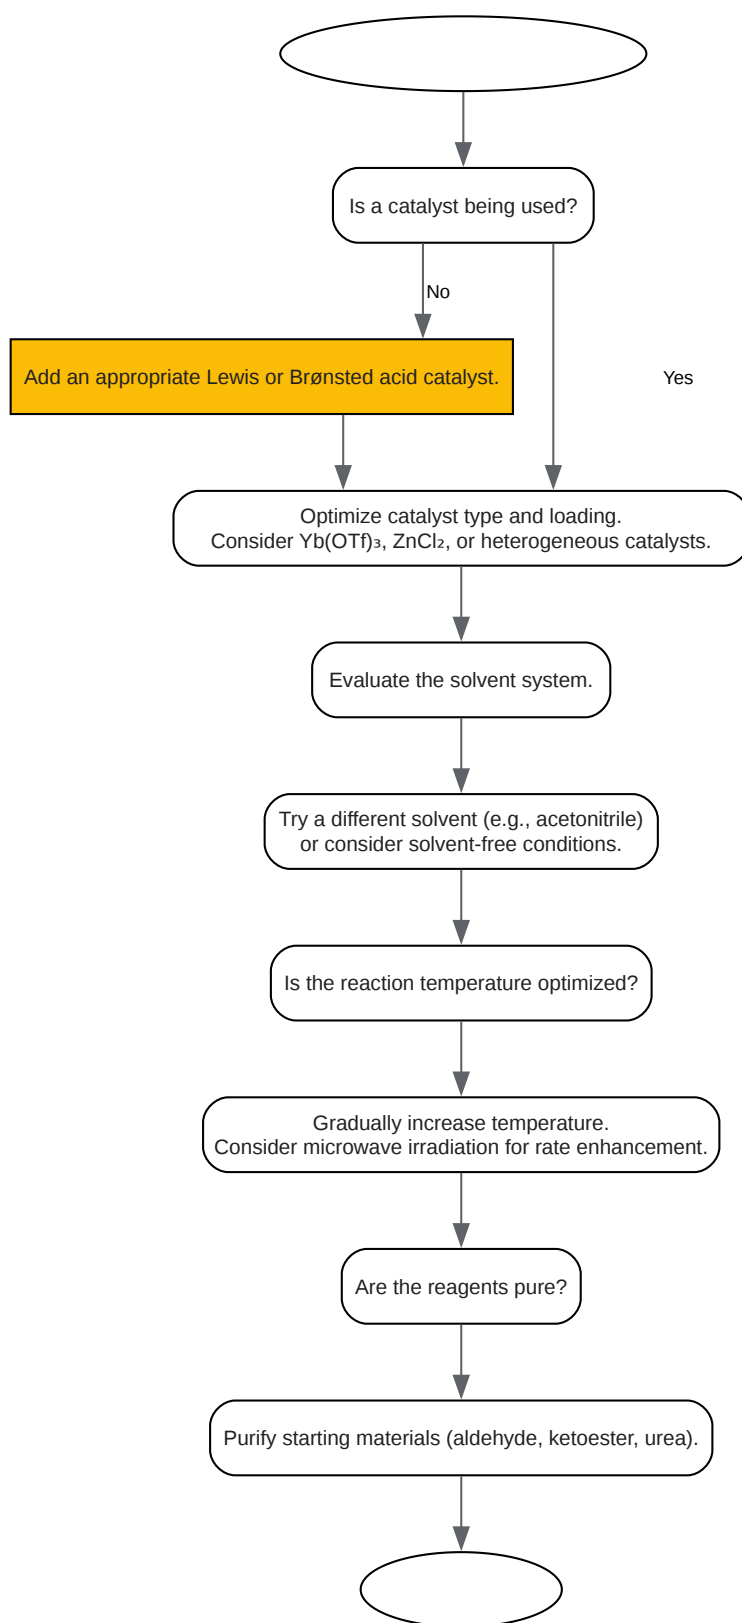 Is a catalyst being used?
No
Add an appropriate Lewis or Brønsted acid catalyst.
Yes
Optimize catalyst type and loading.
Consider Yb(OTf)₃, ZnCl₂, or heterogeneous catalysts.
Evaluate the solvent system.
Try a different solvent (e.g., acetonitrile)
or consider solvent-free conditions.
Is the reaction temperature optimized?
Gradually increase temperature.
Consider microwave irradiation for rate enhancement.
Are the reagents pure?
Purify starting materials (aldehyde, ketoester, urea).